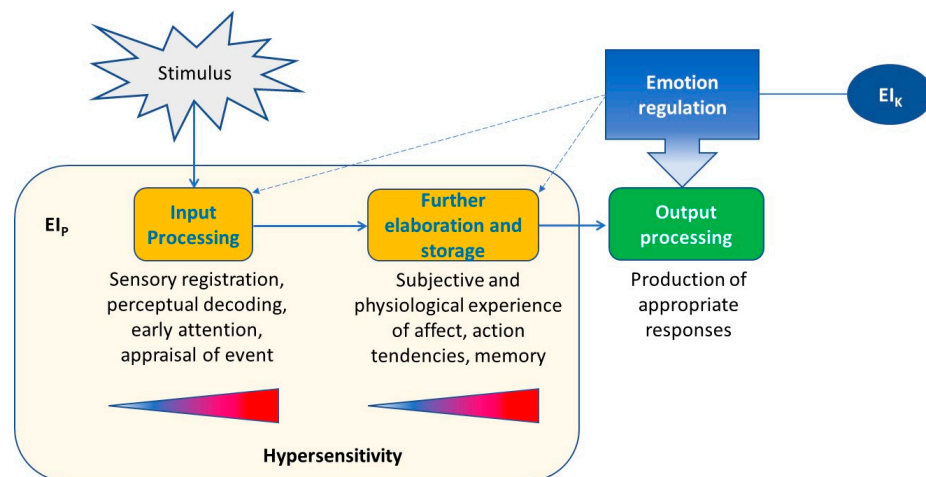 Stimulus
Emotion
regulation
EIK
EIP
Input
Processing
Further
elaboration and
storage
Output
processing
Sensory registration,
perceptual decoding,
early attention,
appraisal of event
Subjective and
physiological experience
of affect, action
tendencies, memory
Production of
appropriate
responses
Hypersensitivity